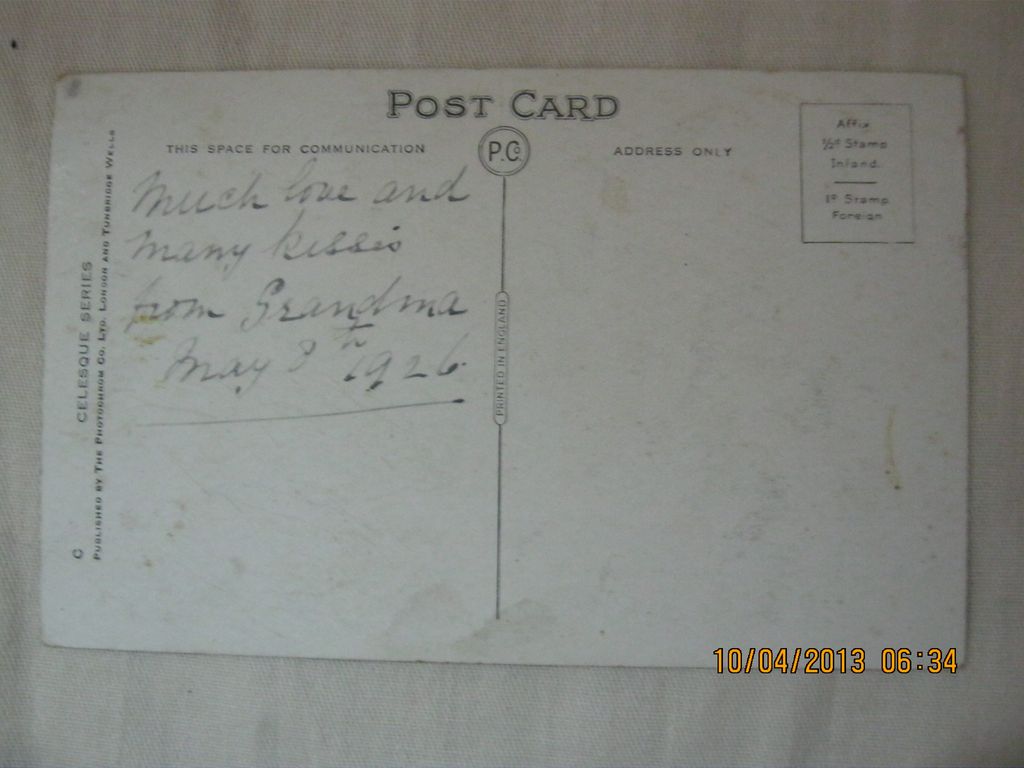 POST CARD
THIS SPACE FOR COMMUNICATION
P.Co.
ADDRESS ONLY
Affix
½d Stamp
Inland.
1d Stamp
Foreign
Much love and
many kisses
from Grandma
May 8th 1926.
PRINTED IN ENGLAND
C CELESQUE SERIES
PUBLISHED BY THE PHOTOCHROM CO. LTD. LONDON AND TUNBRIDGE WELLS
10/04/2013 06:34